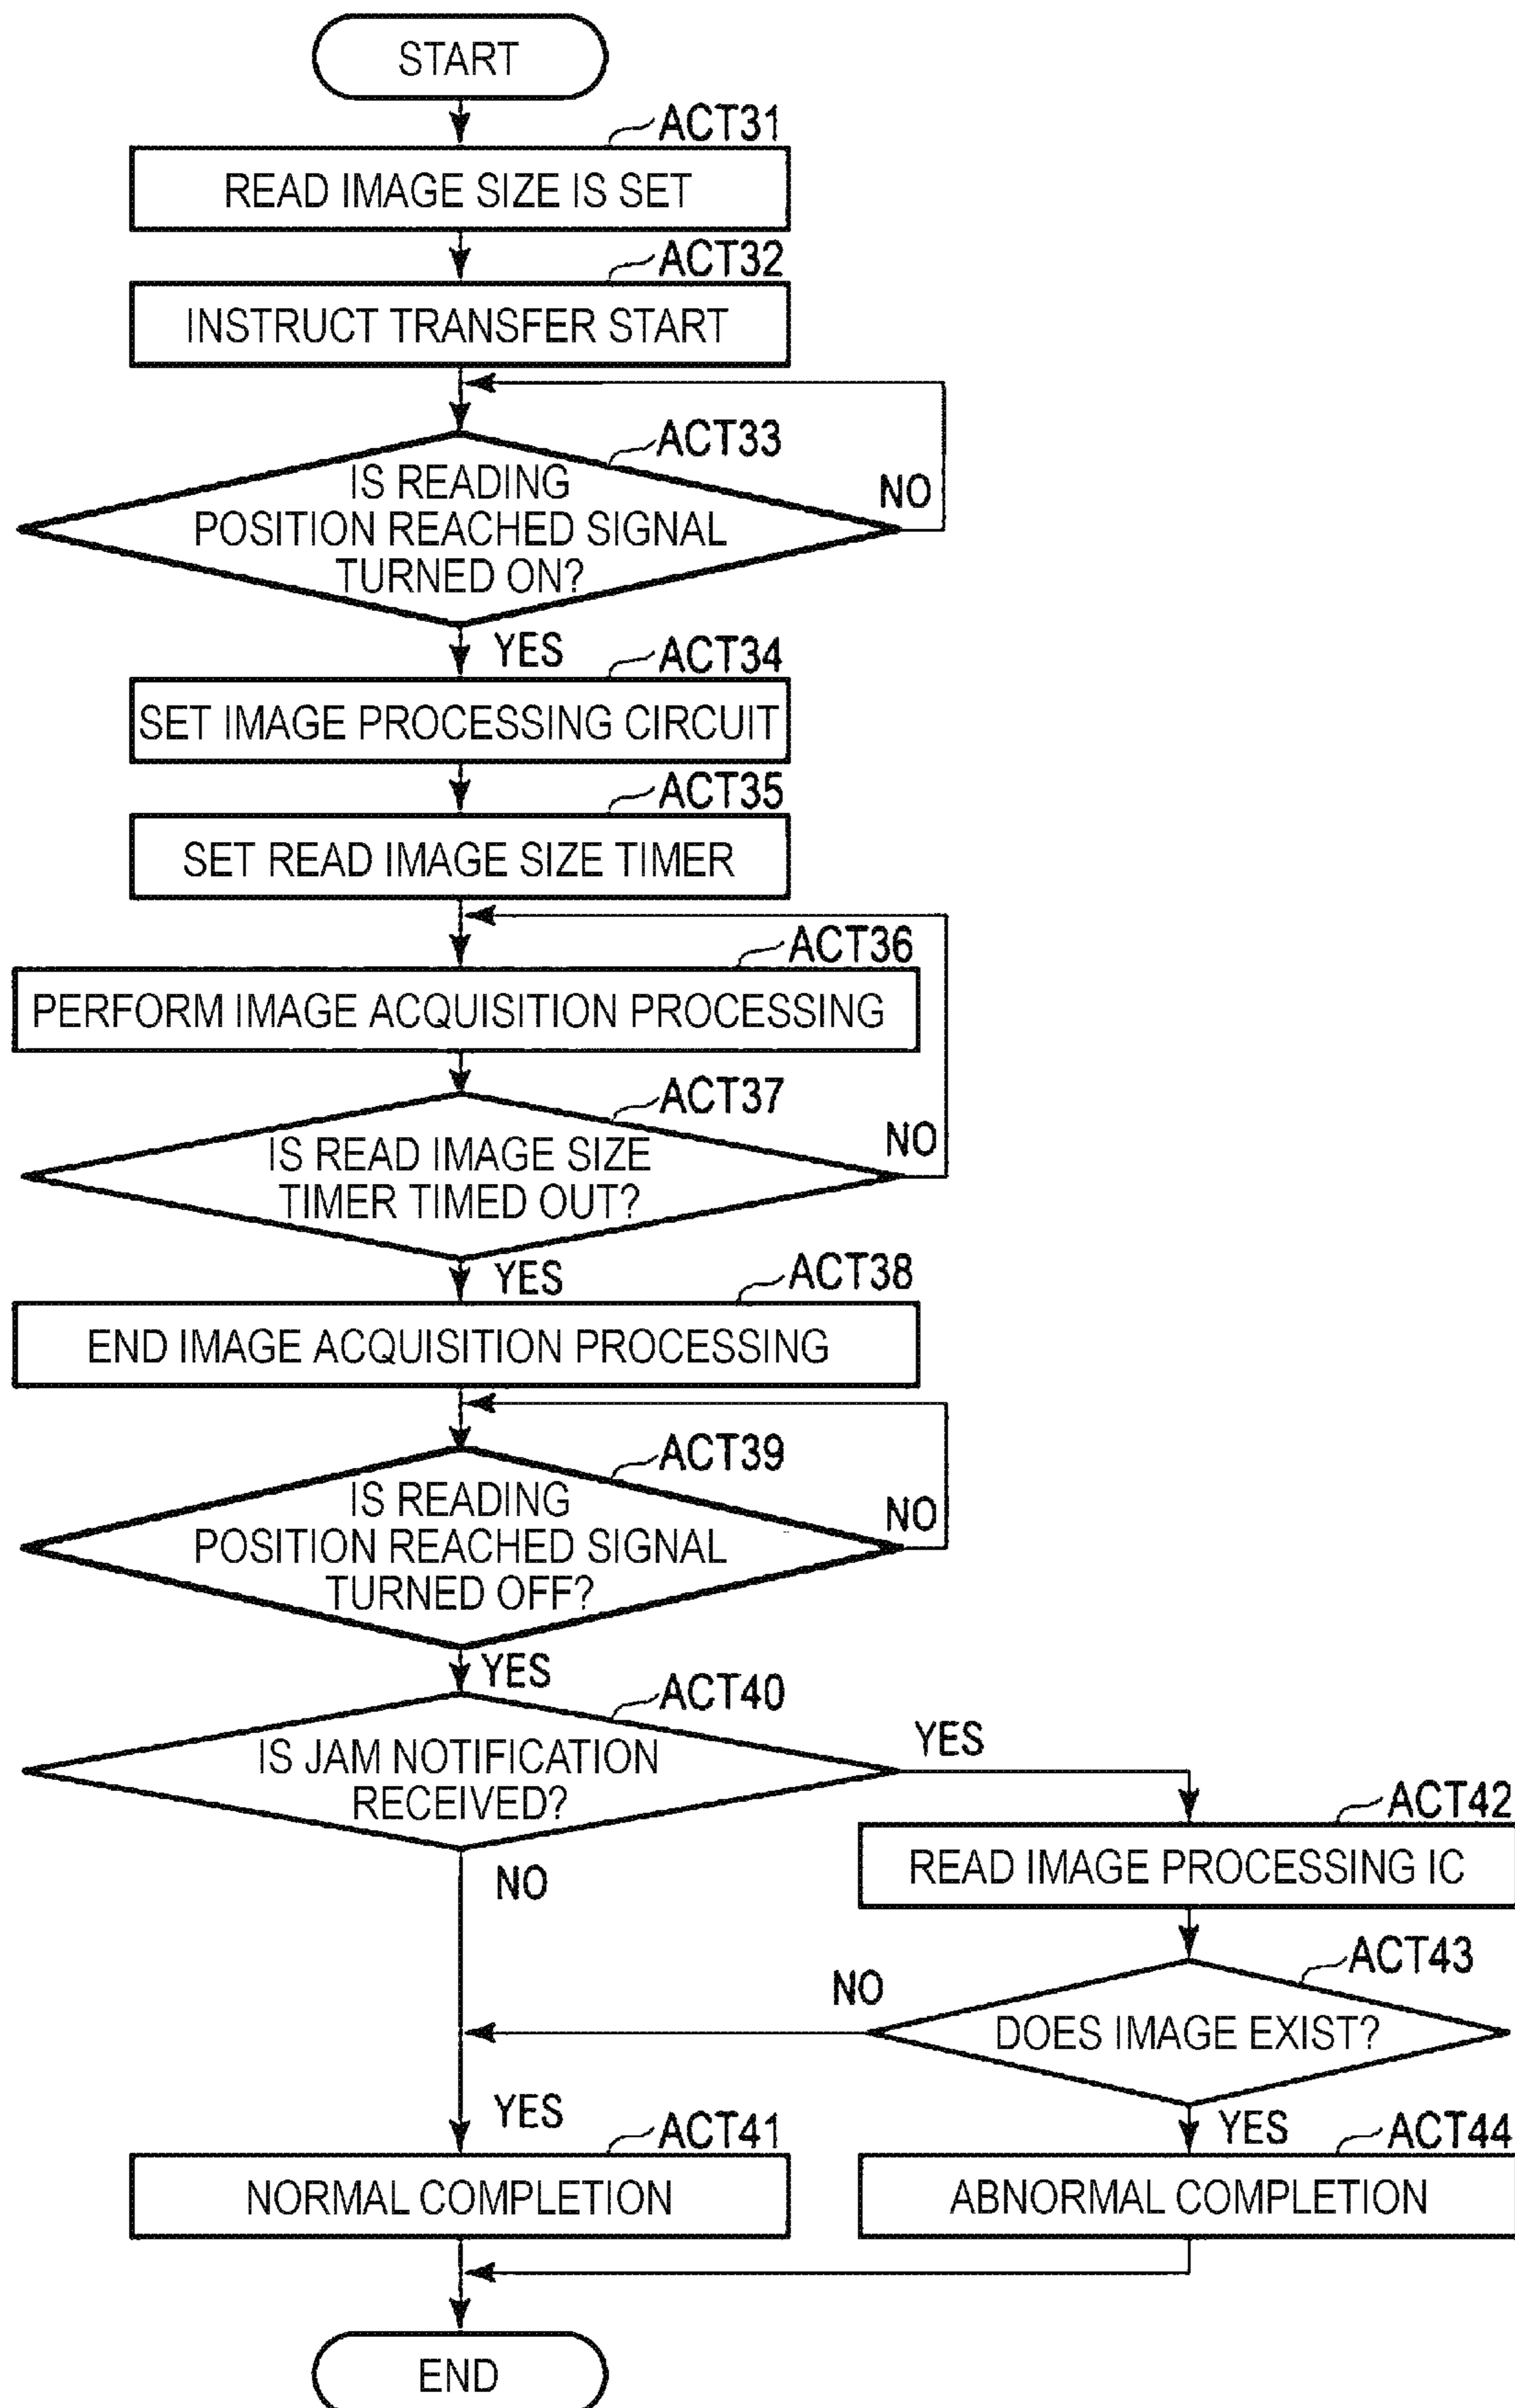 START
ACT31
READ IMAGE SIZE IS SET
ACT32
INSTRUCT TRANSFER START
ACT33
IS READING
POSITION REACHED SIGNAL
TURNED ON?
NO
YES
ACT34
SET IMAGE PROCESSING CIRCUIT
ACT35
SET READ IMAGE SIZE TIMER
ACT36
PERFORM IMAGE ACQUISITION PROCESSING
ACT37
IS READ IMAGE SIZE
TIMER TIMED OUT?
NO
YES
ACT38
END IMAGE ACQUISITION PROCESSING
ACT39
IS READING
POSITION REACHED SIGNAL
TURNED OFF?
NO
YES
ACT40
IS JAM NOTIFICATION
RECEIVED?
YES
NO
ACT42
READ IMAGE PROCESSING IC
ACT43
DOES IMAGE EXIST?
NO
YES
YES
ACT41
NORMAL COMPLETION
ACT44
ABNORMAL COMPLETION
END